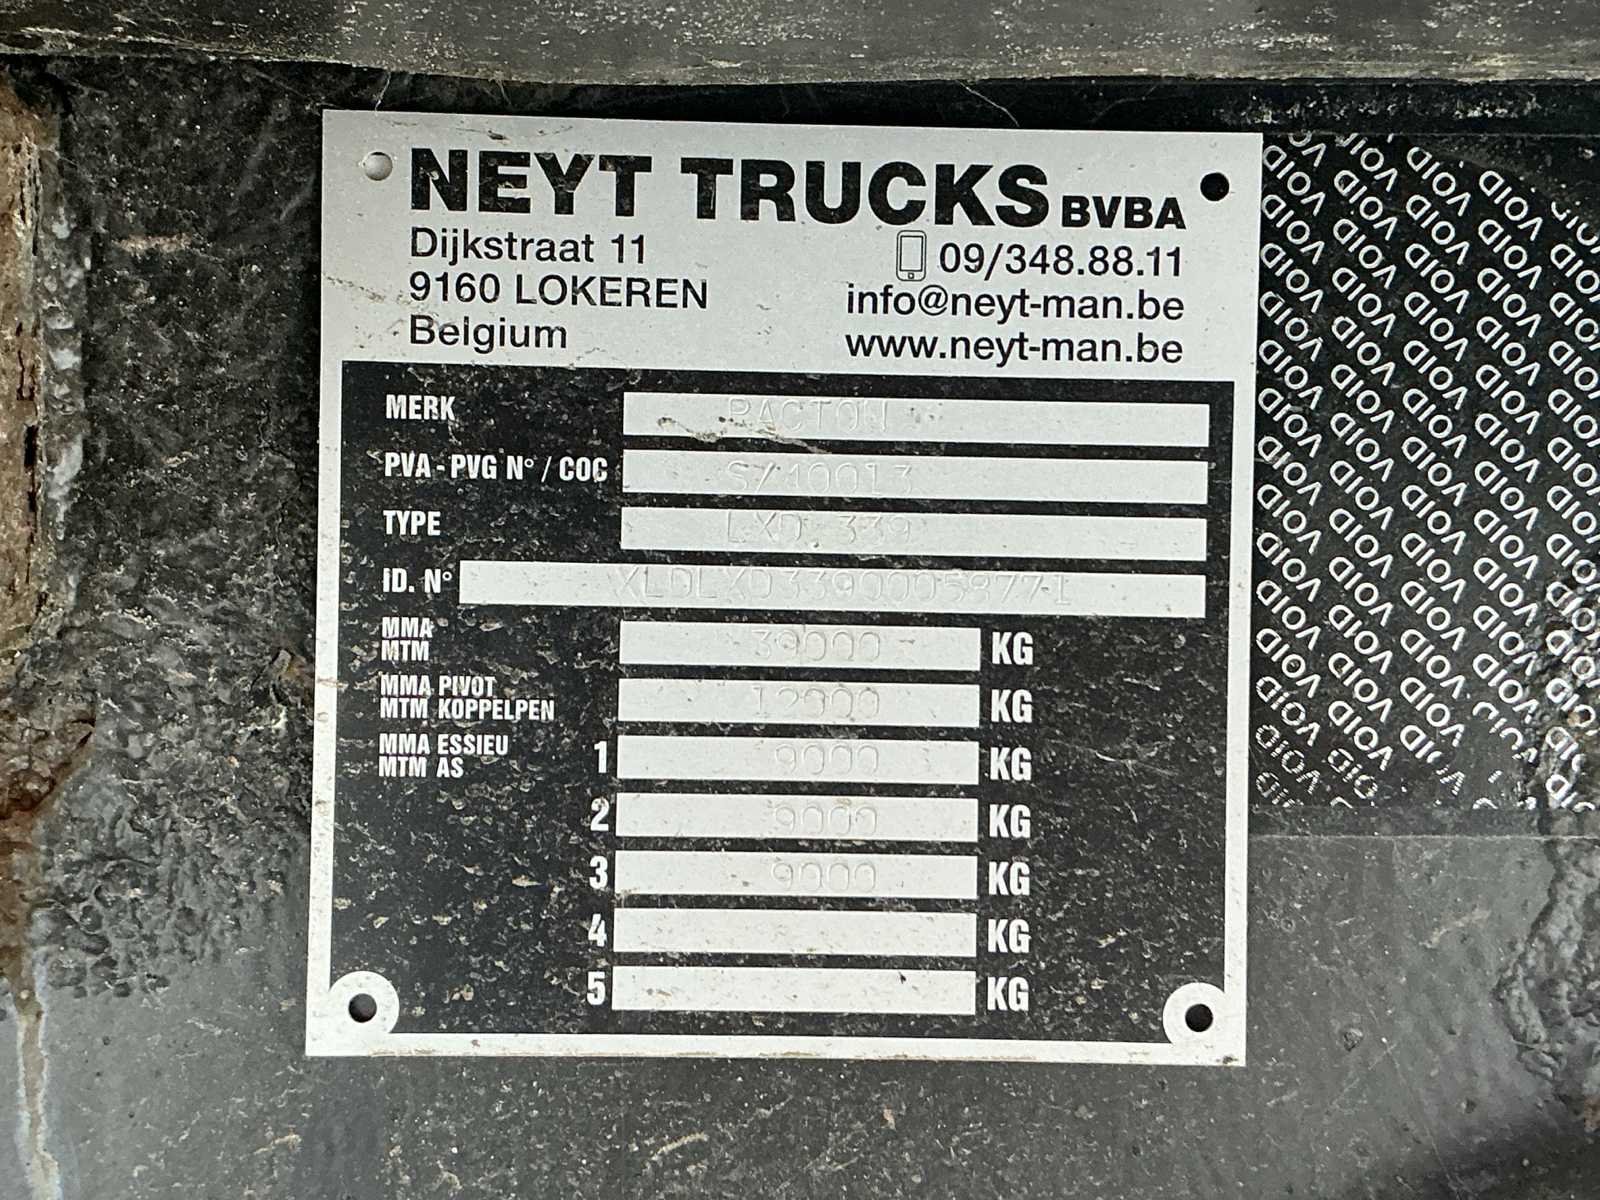 NEYT TRUCKS BVBA
Dijkstraat 11
9160 LOKEREN
Belgium
09/348.88.11
info@neyt-man.be
www.neyt-man.be
MERK PACTON
PVA - PVG N° / COC S/10013
TYPE LXD.339
ID. N° XLDLXD33900058771
MMA
MTM 39000 KG
MMA PIVOT
MTM KOPPELPEN 12000 KG
MMA ESSIEU
MTM AS 1 9000 KG
2 9000 KG
3 9000 KG
4 KG
5 KG
VOID VOID VOID VOID